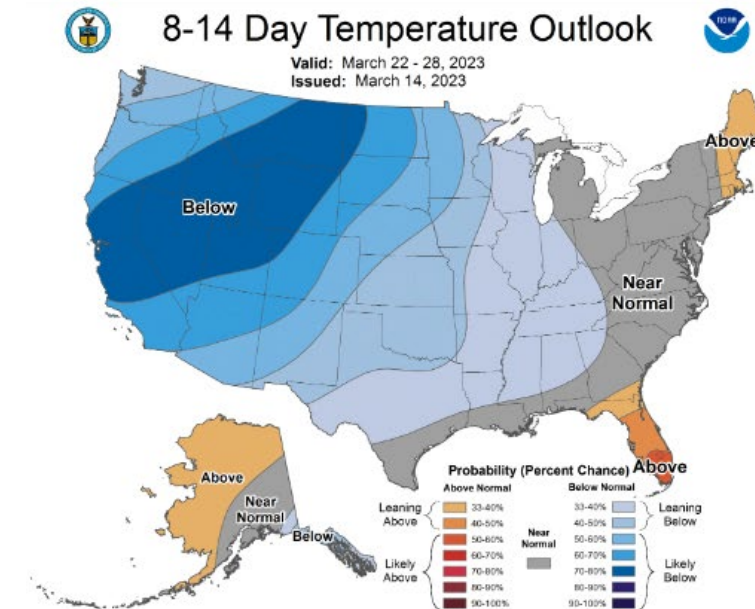 8-14 Day Temperature Outlook
NOAA
Valid: March 22 - 28, 2023
Issued: March 14, 2023
Above
Below
Near
Normal
Above
Above
Near
Normal
Below
Probability (Percent Chance)
Above Normal
Below Normal
Leaning
Above
33-40%
40-50%
Likely
Above
50-60%
60-70%
70-80%
80-90%
90-100%
Near
Normal
33-40%
40-50%
Leaning
Below
50-60%
60-70%
70-80%
80-90%
90-100%
Likely
Below